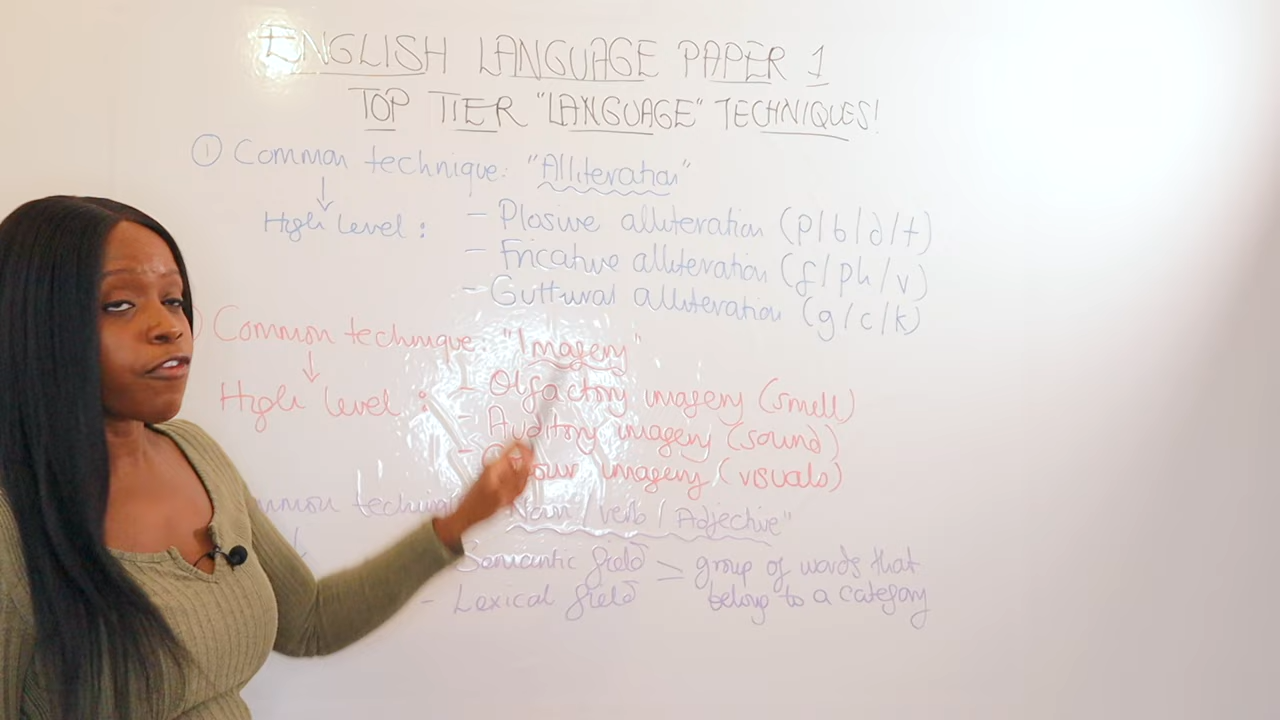 ENGLISH LANGUAGE PAPER 1
TOP TIER "LANGUAGE" TECHNIQUES!
① Common technique: "Alliteration"
↓
High level: - Plosive alliteration (p/b/d/t)
- Fricative alliteration (f/ph/v)
- Guttural alliteration (g/c/k)
) Common technique "Imagery"
↓
High level: - Olfactory imagery (smell)
- Auditory imagery (sound)
- imagery (visuals)
"Noun/verb/Adjective"
Semantic field = group of words that
- Lexical field belong to a category